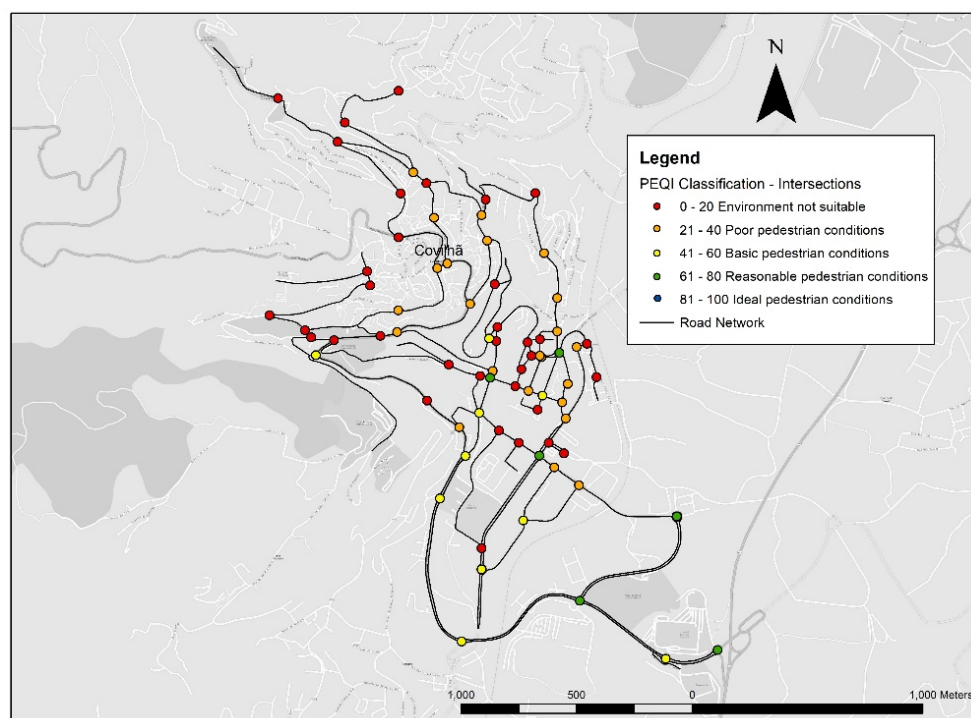 N
Legend
PEQI Classification - Intersections
0 - 20 Environment not suitable
21 - 40 Poor pedestrian conditions
41 - 60 Basic pedestrian conditions
61 - 80 Reasonable pedestrian conditions
81 - 100 Ideal pedestrian conditions
Road Network
Covilhã
1,000
500
0
1,000 Meters